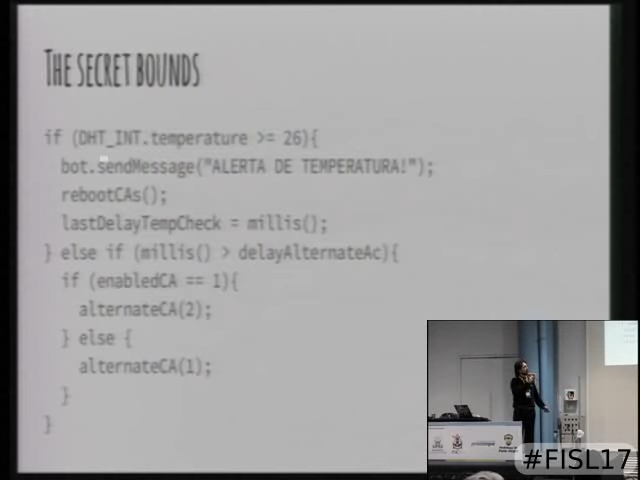 THE SECRET BOUNDS
if (DHT_INT.temperature >= 26){
bot.sendMessage("ALERTA DE TEMPERATURA!");
rebootCAs();
lastDelayTempCheck = millis();
} else if (millis() > delayAlternateAc){
if (enabledCA == 1){
alternateCA(2);
} else {
alternateCA(1);
}
}
#FISL17